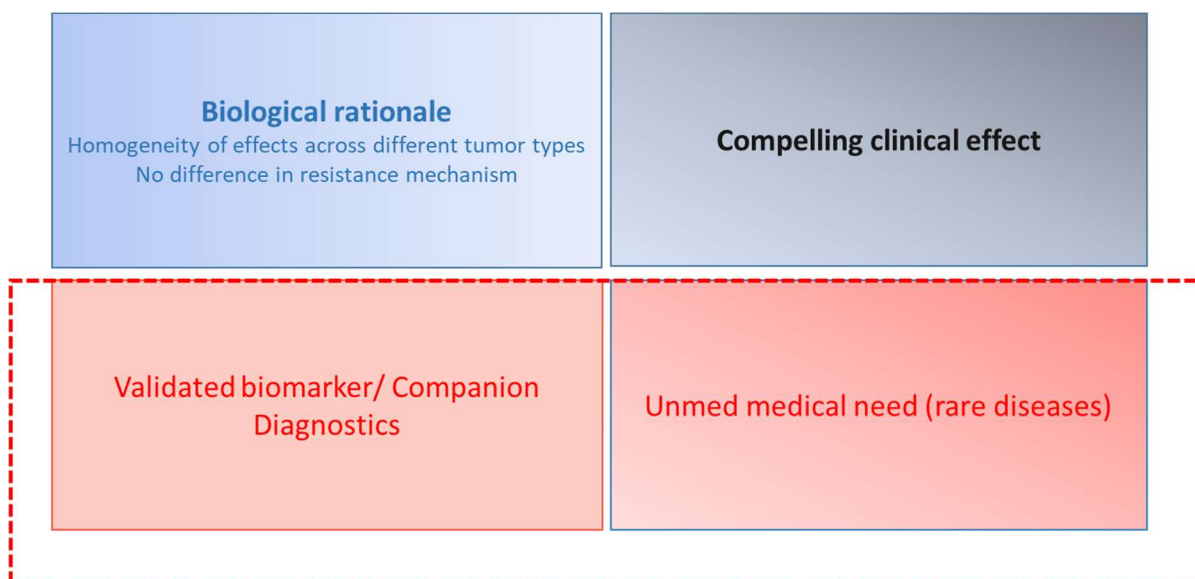 Biological rationale
Homogeneity of effects across different tumor types
No difference in resistance mechanism
Compelling clinical effect
Validated biomarker/ Companion
Diagnostics
Unmed medical need (rare diseases)